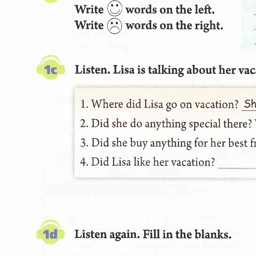 Write words on the left.
Write words on the right.
1c Listen. Lisa is talking about her
1. Where did Lisa go on vacation? Sh
2. Did she do anything special there?
3. Did she buy anything for her best
4. Did Lisa like her vacation?
1d Listen again. Fill in the blanks.